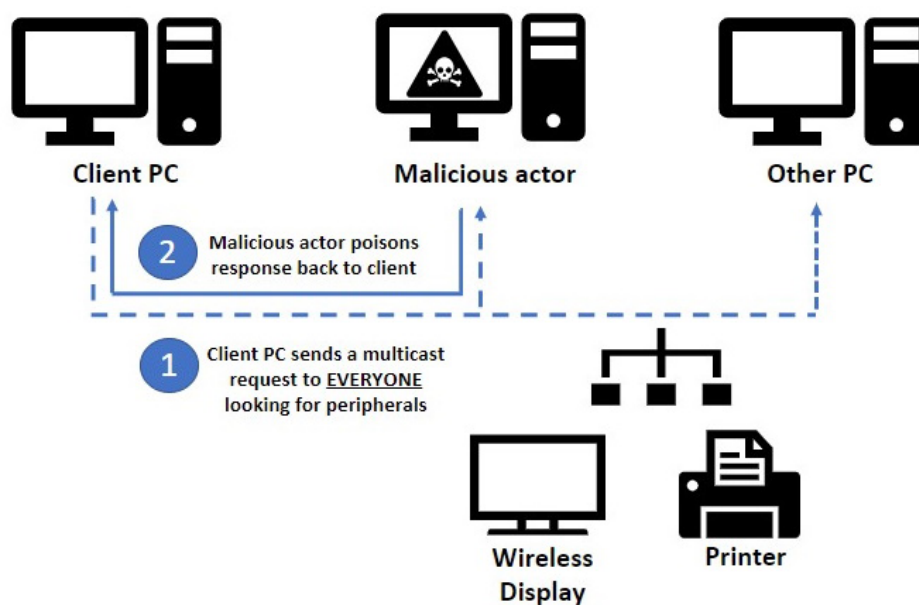 Client PC
Malicious actor
Other PC
2
Malicious actor poisons
response back to client
1
Client PC sends a multicast
request to EVERYONE
looking for peripherals
Wireless
Display
Printer